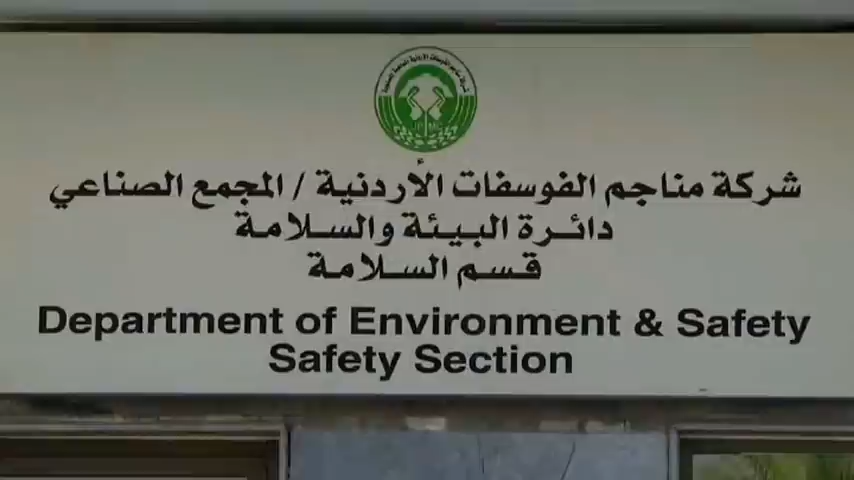 شركة مناجم الفوسفات الأردنية / المجمع الصناعي
دائرة البيئة والسلامة
قسم السلامة
Department of Environment & Safety
Safety Section